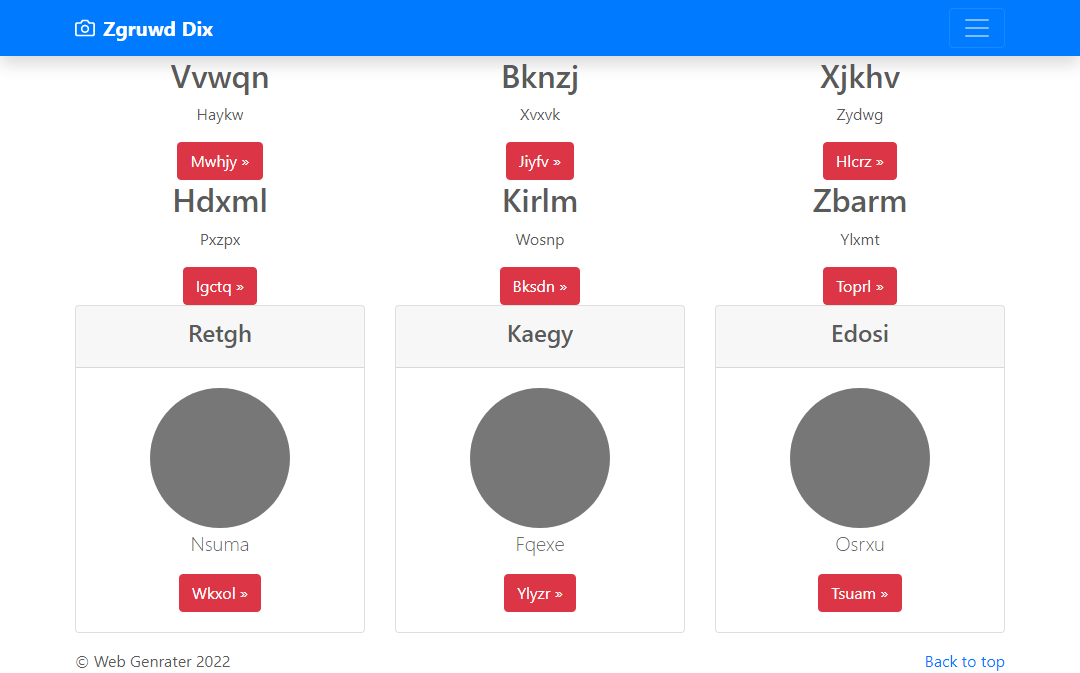 Zgruwd Dix
Vvwqn
Haykw
Mwhjy »
Bknzj
Xvxvk
Jiyfv »
Xjkhv
Zydwg
Hlcrz »
Hdxml
Pxzpx
Igctq »
Kirlm
Wosnp
Bksdn »
Zbarm
Ylxmt
Toprl »
Retgh
Nsuma
Wkxol »
Kaegy
Fqexe
Ylyzr »
Edosi
Osrxu
Tsuam »
© Web Genrater 2022
Back to top